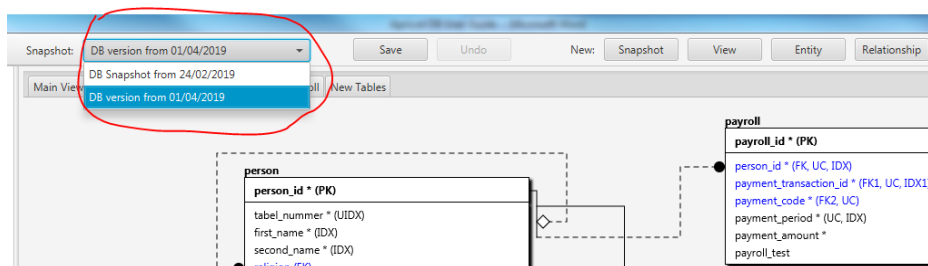 Snapshot: DB version from 01/04/2019 Save Undo New: Snapshot View Entity Relationship
DB Snapshot from 24/02/2019
DB version from 01/04/2019
Main View oll New Tables
payroll
payroll_id * (PK)
person_id * (FK, UC, IDX)
payment_transaction_id * (FK1, UC, IDX1)
payment_code * (FK2, UC)
payment_period * (UC, IDX)
payment_amount *
payroll_test
person
person_id * (PK)
tabel_nummer * (UIDX)
first_name * (IDX)
second_name * (IDX)
religion (FK)